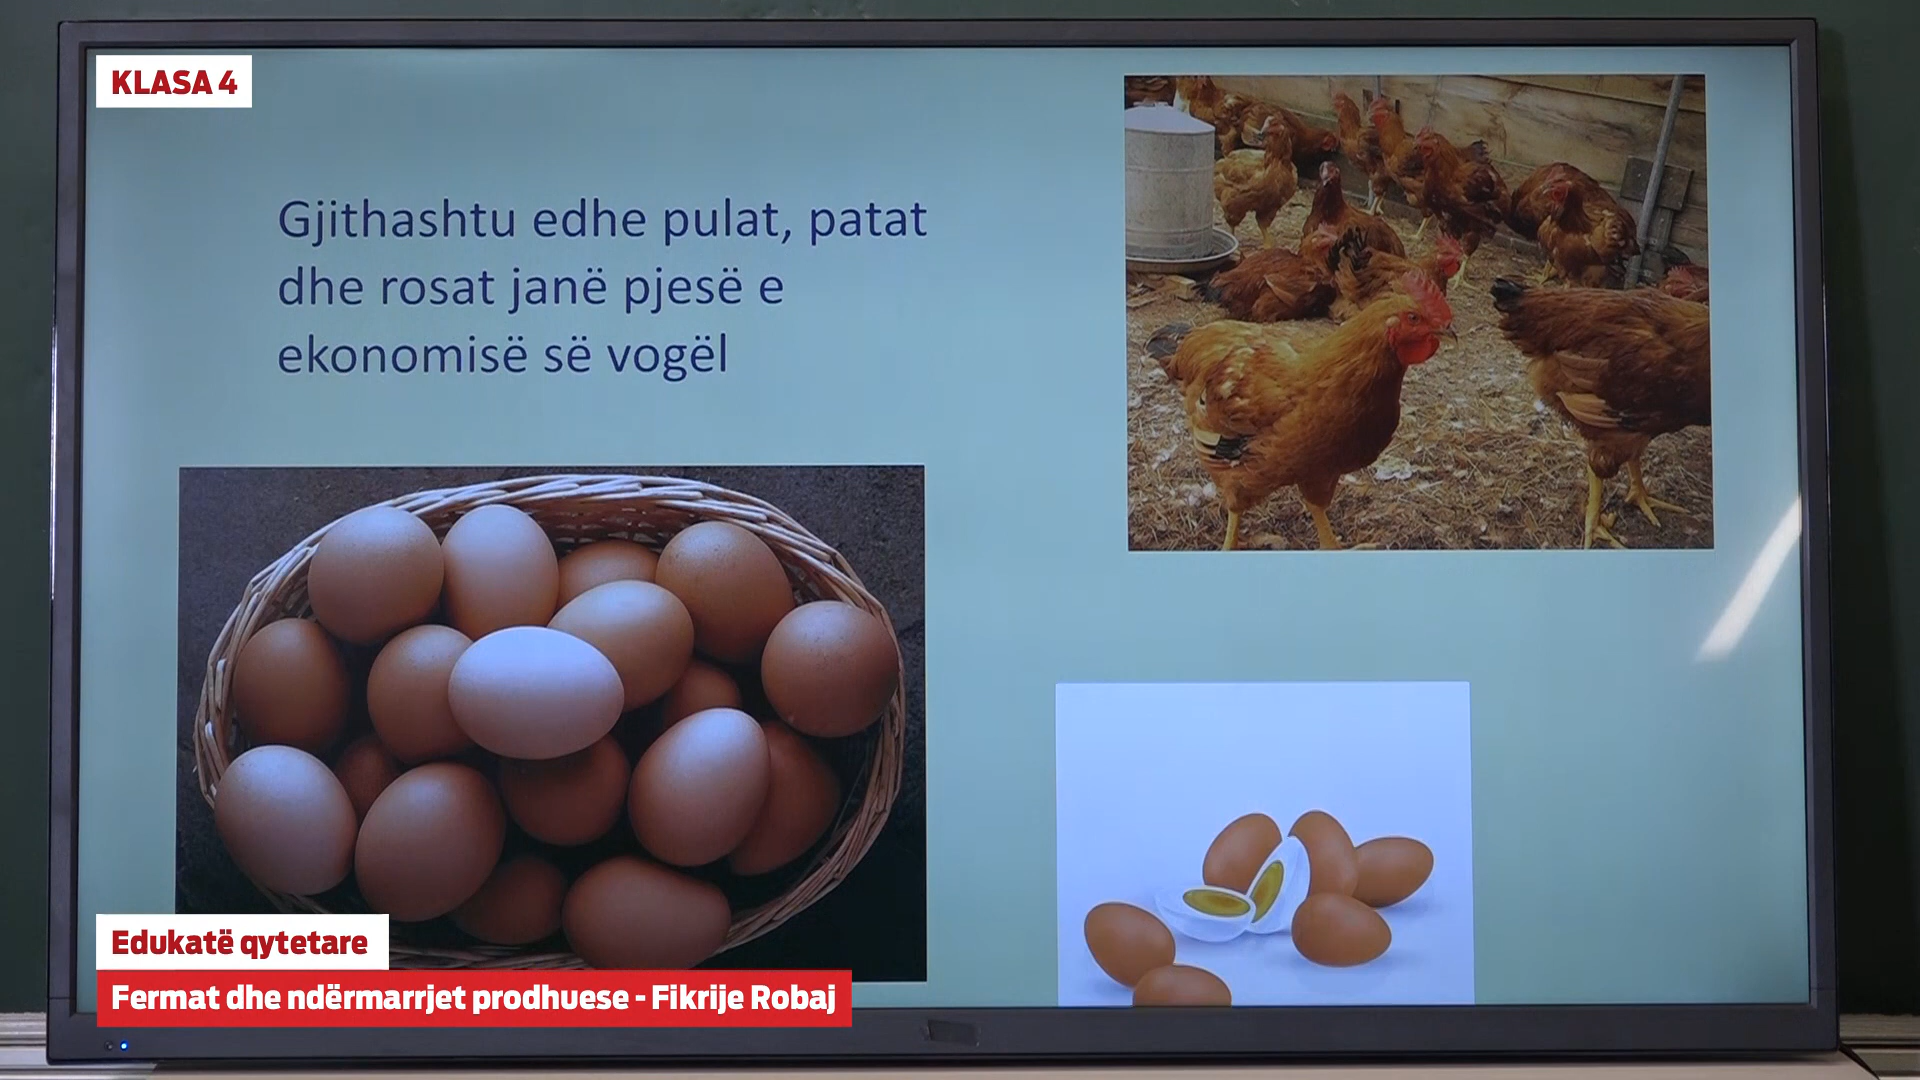 KLASA 4
Gjithashtu edhe pulat, patat
dhe rosat janë pjesë e
ekonomisë së vogël
Edukatë qytetare
Fermat dhe ndërmarrjet prodhuese - Fikrije Robaj